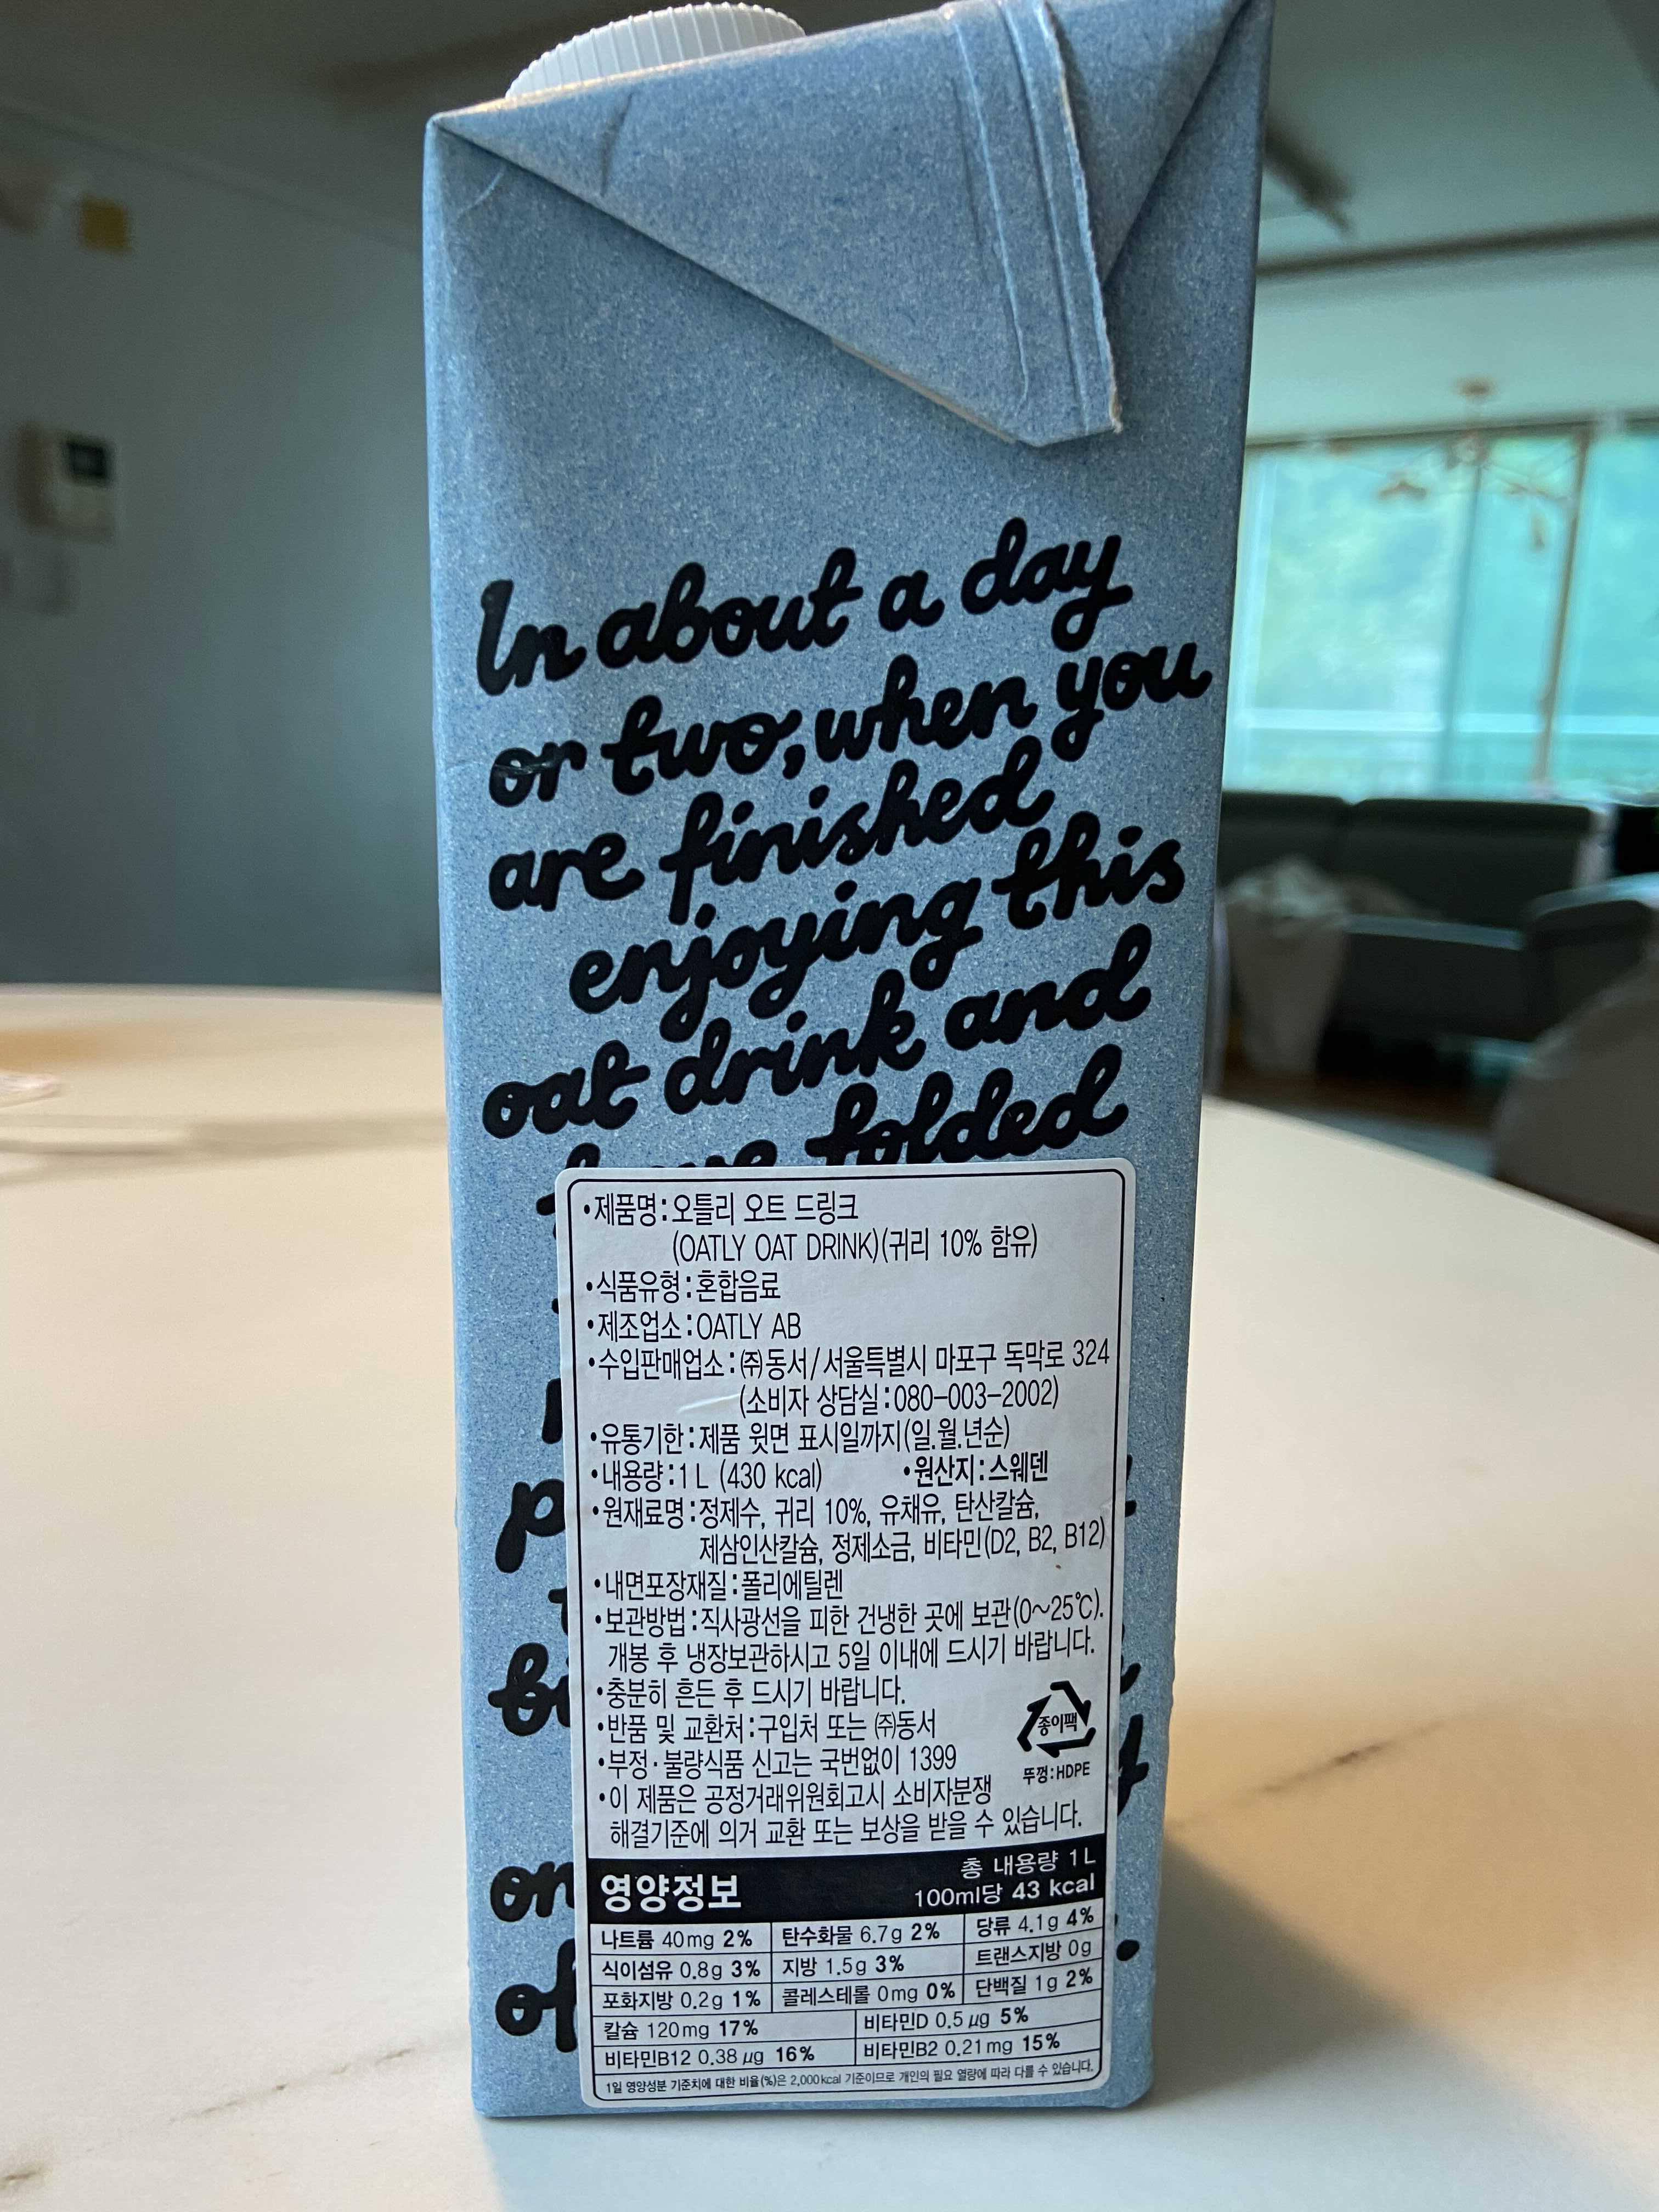 In about a day
or two, when you
are finished
enjoying this
oat drink and
have folded
•제품명:오틀리 오트 드링크
(OATLY OAT DRINK)(귀리 10% 함유)
•식품유형:혼합음료
•제조업소:OATLY AB
•수입판매업소:㈜동서/서울특별시 마포구 독막로 324
(소비자 상담실:080-003-2002)
•유통기한:제품 윗면 표시일까지(일.월.년순)
•내용량:1L (430 kcal) •원산지:스웨덴
•원재료명:정제수, 귀리 10%, 유채유, 탄산칼슘,
제삼인산칼슘, 정제소금, 비타민(D2, B2, B12)
•내면포장재질:폴리에틸렌
•보관방법:직사광선을 피한 건냉한 곳에 보관(0~25℃).
개봉 후 냉장보관하시고 5일 이내에 드시기 바랍니다.
•충분히 흔든 후 드시기 바랍니다.
•반품 및 교환처:구입처 또는 ㈜동서
•부정·불량식품 신고는 국번없이 1399
•이 제품은 공정거래위원회고시 소비자분쟁
해결기준에 의거 교환 또는 보상을 받을 수 있습니다.
종이팩
뚜껑:HDPE
영양정보
총 내용량 1L
100ml당 43 kcal
나트륨 40mg 2% 탄수화물 6.7g 2% 당류 4.1g 4%
식이섬유 0.8g 3% 지방 1.5g 3% 트랜스지방 0g
포화지방 0.2g 1% 콜레스테롤 0mg 0% 단백질 1g 2%
칼슘 120mg 17% 비타민D 0.5㎍ 5%
비타민B12 0.38㎍ 16% 비타민B2 0.21mg 15%
1일 영양성분 기준치에 대한 비율(%)은 2,000kcal 기준이므로 개인의 필요 열량에 따라 다를 수 있습니다.
on
of